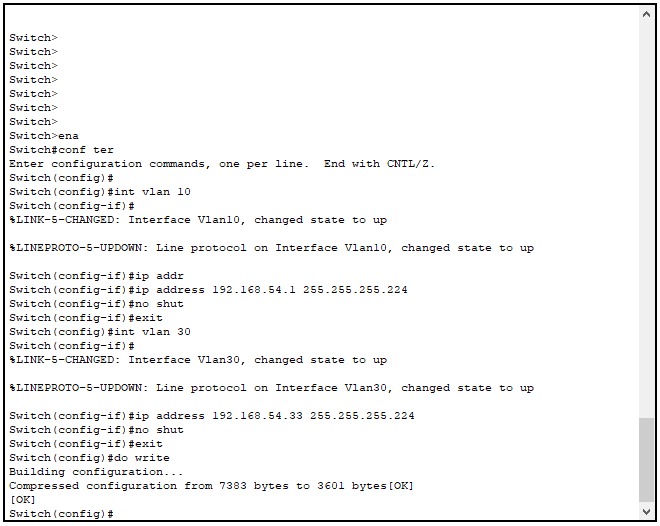 Switch>
Switch>
Switch>
Switch>
Switch>
Switch>
Switch>
Switch>ena
Switch#conf ter
Enter configuration commands, one per line.  End with CNTL/Z.
Switch(config)#
Switch(config)#int vlan 10
Switch(config-if)#
%LINK-5-CHANGED: Interface Vlan10, changed state to up
%LINEPROTO-5-UPDOWN: Line protocol on Interface Vlan10, changed state to up
Switch(config-if)#ip addr
Switch(config-if)#ip address 192.168.54.1 255.255.255.224
Switch(config-if)#no shut
Switch(config-if)#exit
Switch(config)#int vlan 30
Switch(config-if)#
%LINK-5-CHANGED: Interface Vlan30, changed state to up
%LINEPROTO-5-UPDOWN: Line protocol on Interface Vlan30, changed state to up
Switch(config-if)#ip address 192.168.54.33 255.255.255.224
Switch(config-if)#no shut
Switch(config-if)#exit
Switch(config)#do write
Building configuration...
Compressed configuration from 7383 bytes to 3601 bytes[OK]
[OK]
Switch(config)#